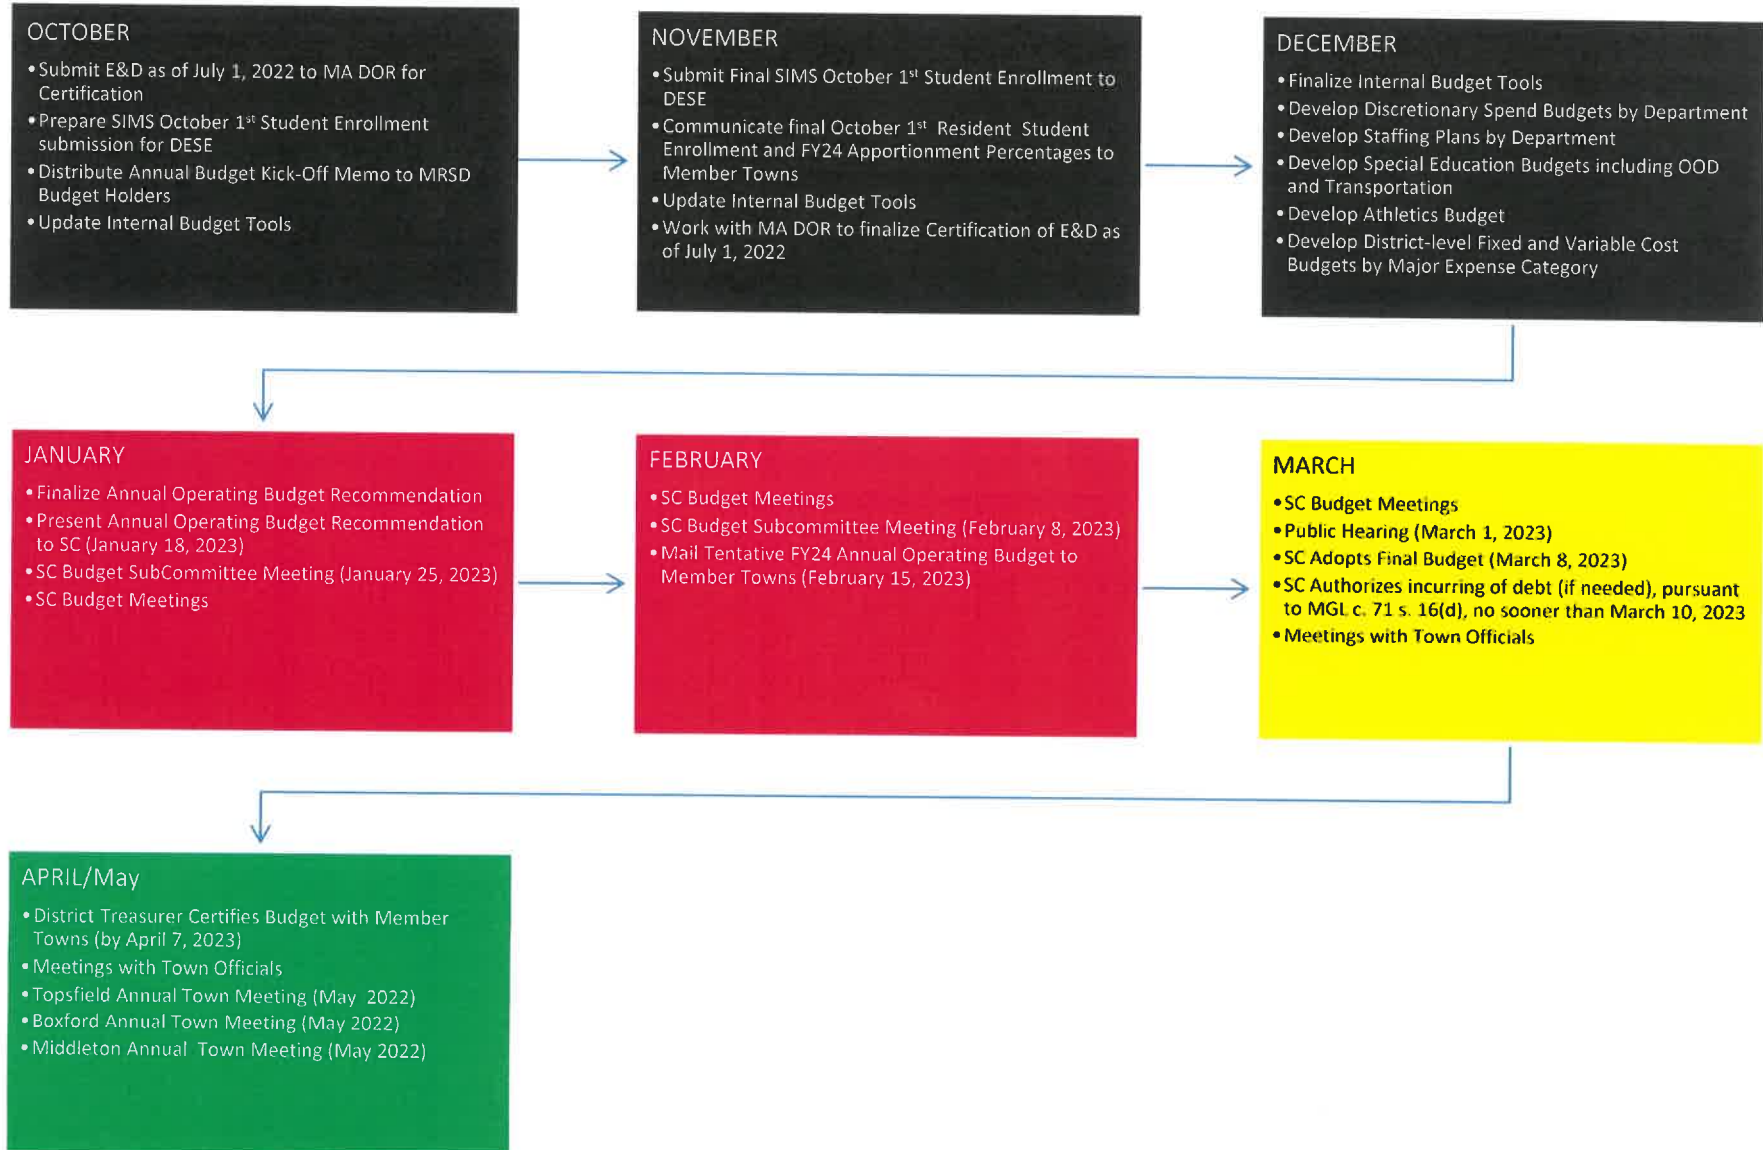 OCTOBER
• Submit E&D as of July 1, 2022 to MA DOR for
Certification
• Prepare SIMS October 1st Student Enrollment
submission for DESE
• Distribute Annual Budget Kick-Off Memo to MRSD
Budget Holders
• Update Internal Budget Tools
NOVEMBER
• Submit Final SIMS October 1st Student Enrollment to
DESE
• Communicate final October 1st Resident Student
Enrollment and FY24 Apportionment Percentages to
Member Towns
• Update Internal Budget Tools
• Work with MA DOR to finalize Certification of E&D as
of July 1, 2022
DECEMBER
• Finalize Internal Budget Tools
• Develop Discretionary Spend Budgets by Department
• Develop Staffing Plans by Department
• Develop Special Education Budgets including OOD
and Transportation
• Develop Athletics Budget
• Develop District-level Fixed and Variable Cost
Budgets by Major Expense Category
JANUARY
• Finalize Annual Operating Budget Recommendation
• Present Annual Operating Budget Recommendation
to SC (January 18, 2023)
• SC Budget SubCommittee Meeting (January 25, 2023)
• SC Budget Meetings
FEBRUARY
• SC Budget Meetings
• SC Budget Subcommittee Meeting (February 8, 2023)
• Mail Tentative FY24 Annual Operating Budget to
Member Towns (February 15, 2023)
MARCH
• SC Budget Meetings
• Public Hearing (March 1, 2023)
• SC Adopts Final Budget (March 8, 2023)
• SC Authorizes incurring of debt (if needed), pursuant
to MGL c. 71 s. 16(d), no sooner than March 10, 2023
• Meetings with Town Officials
APRIL/May
• District Treasurer Certifies Budget with Member
Towns (by April 7, 2023)
• Meetings with Town Officials
• Topsfield Annual Town Meeting (May 2022)
• Boxford Annual Town Meeting (May 2022)
• Middleton Annual Town Meeting (May 2022)